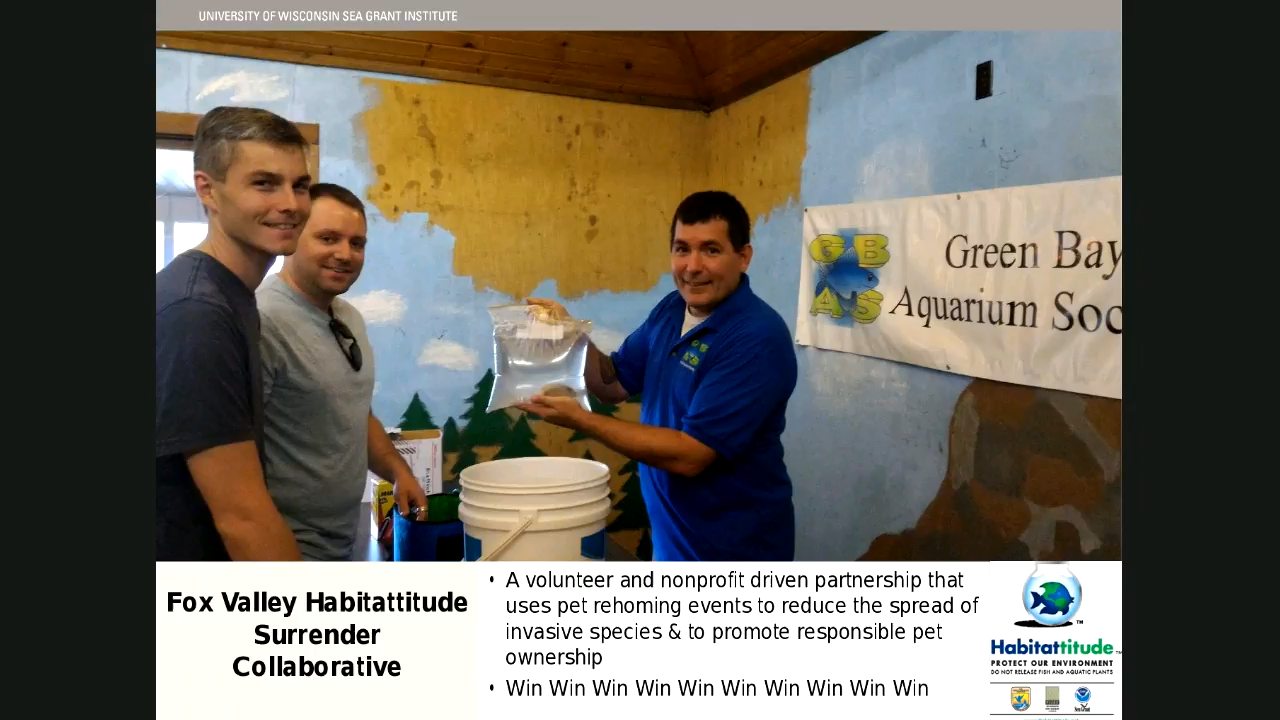 UNIVERSITY OF WISCONSIN SEA GRANT INSTITUTE
GB
AS
Green Bay
Aquarium Soc
Fox Valley Habitattitude
Surrender
Collaborative
• A volunteer and nonprofit driven partnership that
uses pet rehoming events to reduce the spread of
invasive species & to promote responsible pet
ownership
• Win Win Win Win Win Win Win Win Win Win
Habitattitude™
PROTECT OUR ENVIRONMENT
DO NOT RELEASE FISH AND AQUATIC PLANTS